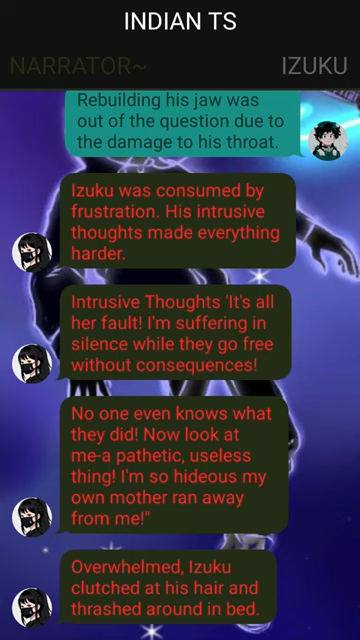 INDIAN TS
NARRATOR~
IZUKU
Rebuilding his jaw was
out of the question due to
the damage to his throat.
Izuku was consumed by
frustration. His intrusive
thoughts made everything
harder.
Intrusive Thoughts 'It's all
her fault! I'm suffering in
silence while they go free
without consequences!
No one even knows what
they did! Now look at
me-a pathetic, useless
thing! I'm so hideous my
own mother ran away
from me!"
Overwhelmed, Izuku
clutched at his hair and
thrashed around in bed.